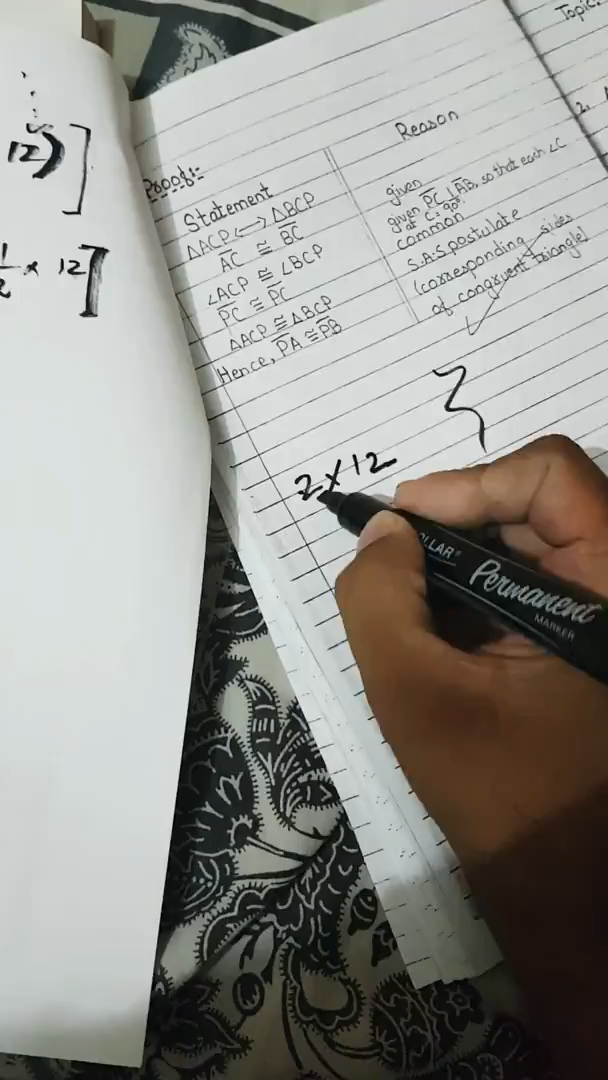 12)]
1/2 × 12]
Topic:
2.
Proof:-
Statement
Reason
ΔACP ⟷ ΔBCP
AC ≅ BC
given
∠ACP ≅ ∠BCP
given PC ⊥ AB, so that each ∠C
at C = 90°.
PC ≅ PC
common
ΔACP ≅ ΔBCP
S.A.S postulate
Hence, PA ≅ PB
(corresponding sides
of congruent triangle)
2 × 12
DOLLAR®
Permanent
MARKER